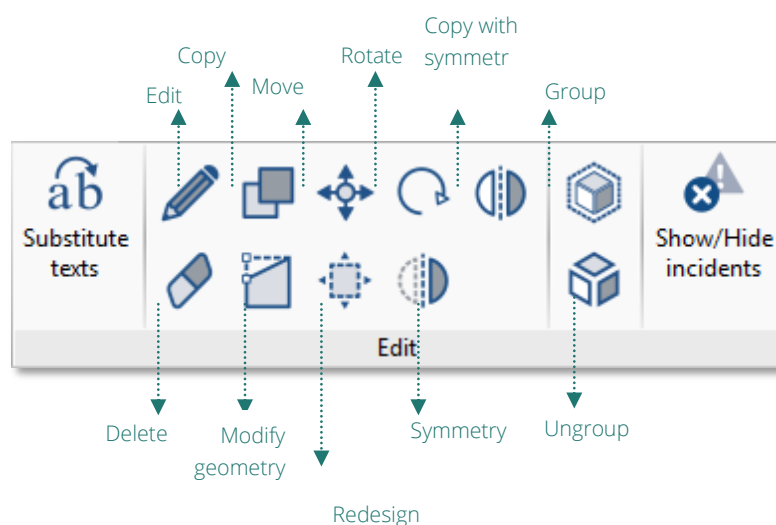 Copy with
symmetr
Copy
Rotate
Move
Edit
Group
ab
Substitute
texts
Show/Hide
incidents
Edit
Delete
Modify
geometry
Symmetry
Ungroup
Redesign